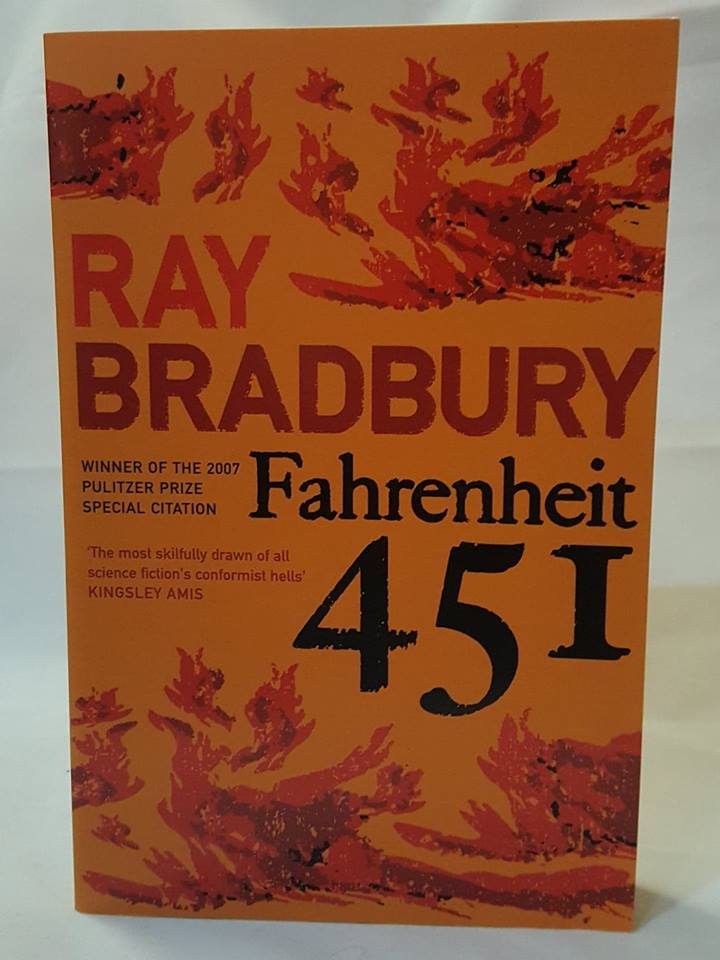 RAY
BRADBURY
WINNER OF THE 2007
PULITZER PRIZE
SPECIAL CITATION
Fahrenheit
451
'The most skilfully drawn of all
science fiction's conformist hells'
KINGSLEY AMIS